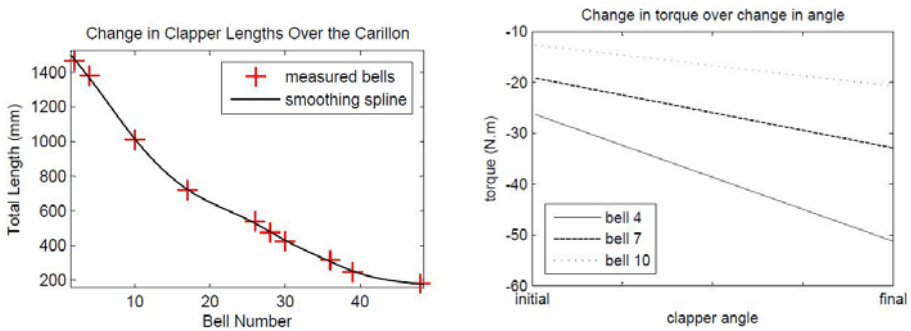 Change in Clapper Lengths Over the Carillon
1400
1200
1000
800
600
400
200
Total Length (mm)
measured bells
smoothing spline
10
20
30
40
Bell Number
Change in torque over change in angle
-10
-20
-30
-40
-50
-60
torque (N.m)
bell 4
bell 7
bell 10
initial
final
clapper angle